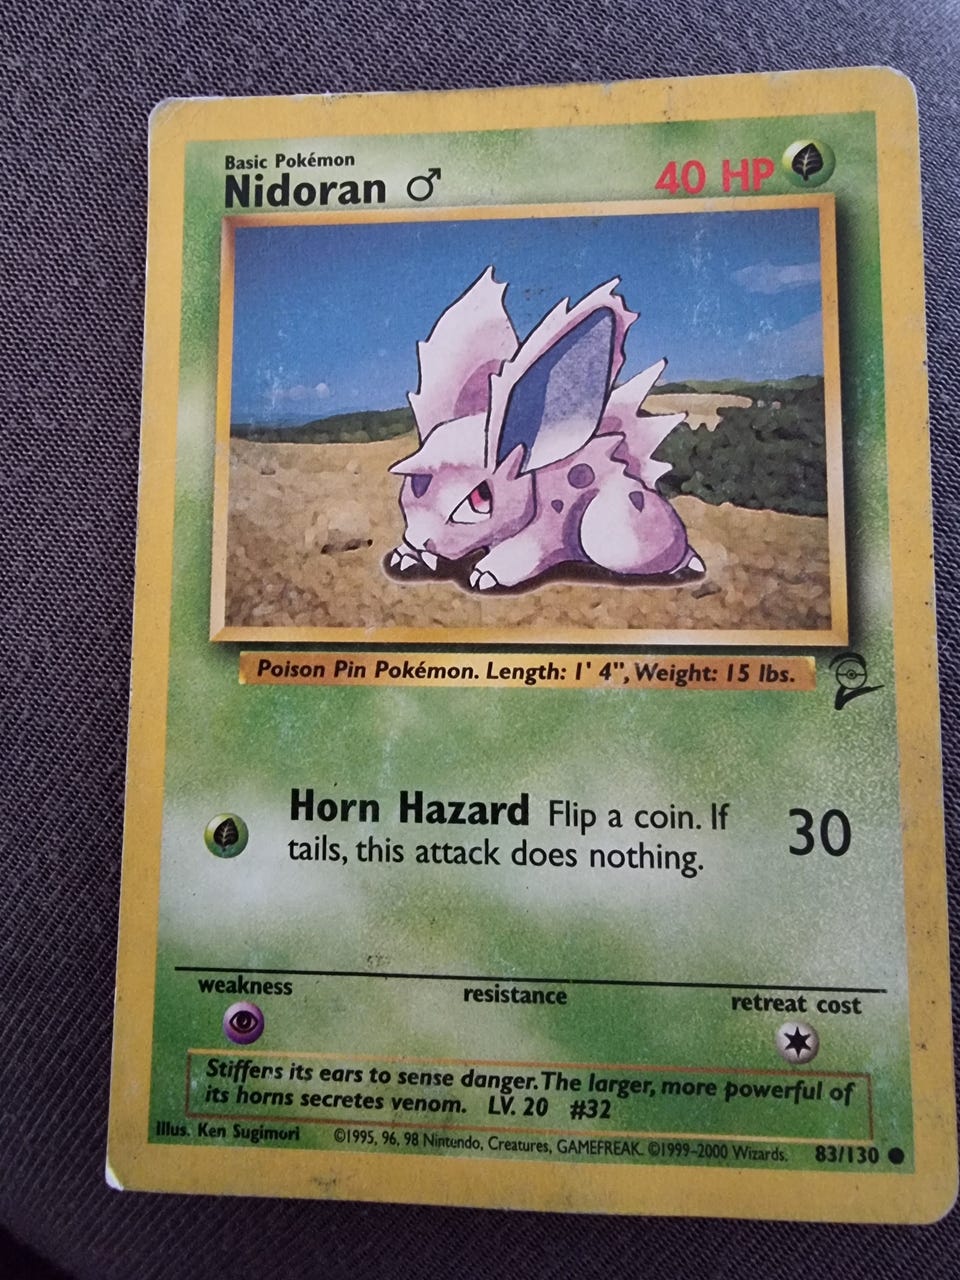 Basic Pokémon
Nidoran ♂ 40 HP
Poison Pin Pokémon. Length: 1' 4", Weight: 15 lbs.
Horn Hazard Flip a coin. If
tails, this attack does nothing.
30
weakness resistance retreat cost
Stiffens its ears to sense danger. The larger, more powerful of
its horns secretes venom. LV. 20 #32
Illus. Ken Sugimori ©1995, 96, 98 Nintendo, Creatures, GAMEFREAK. ©1999–2000 Wizards. 83/130 ●